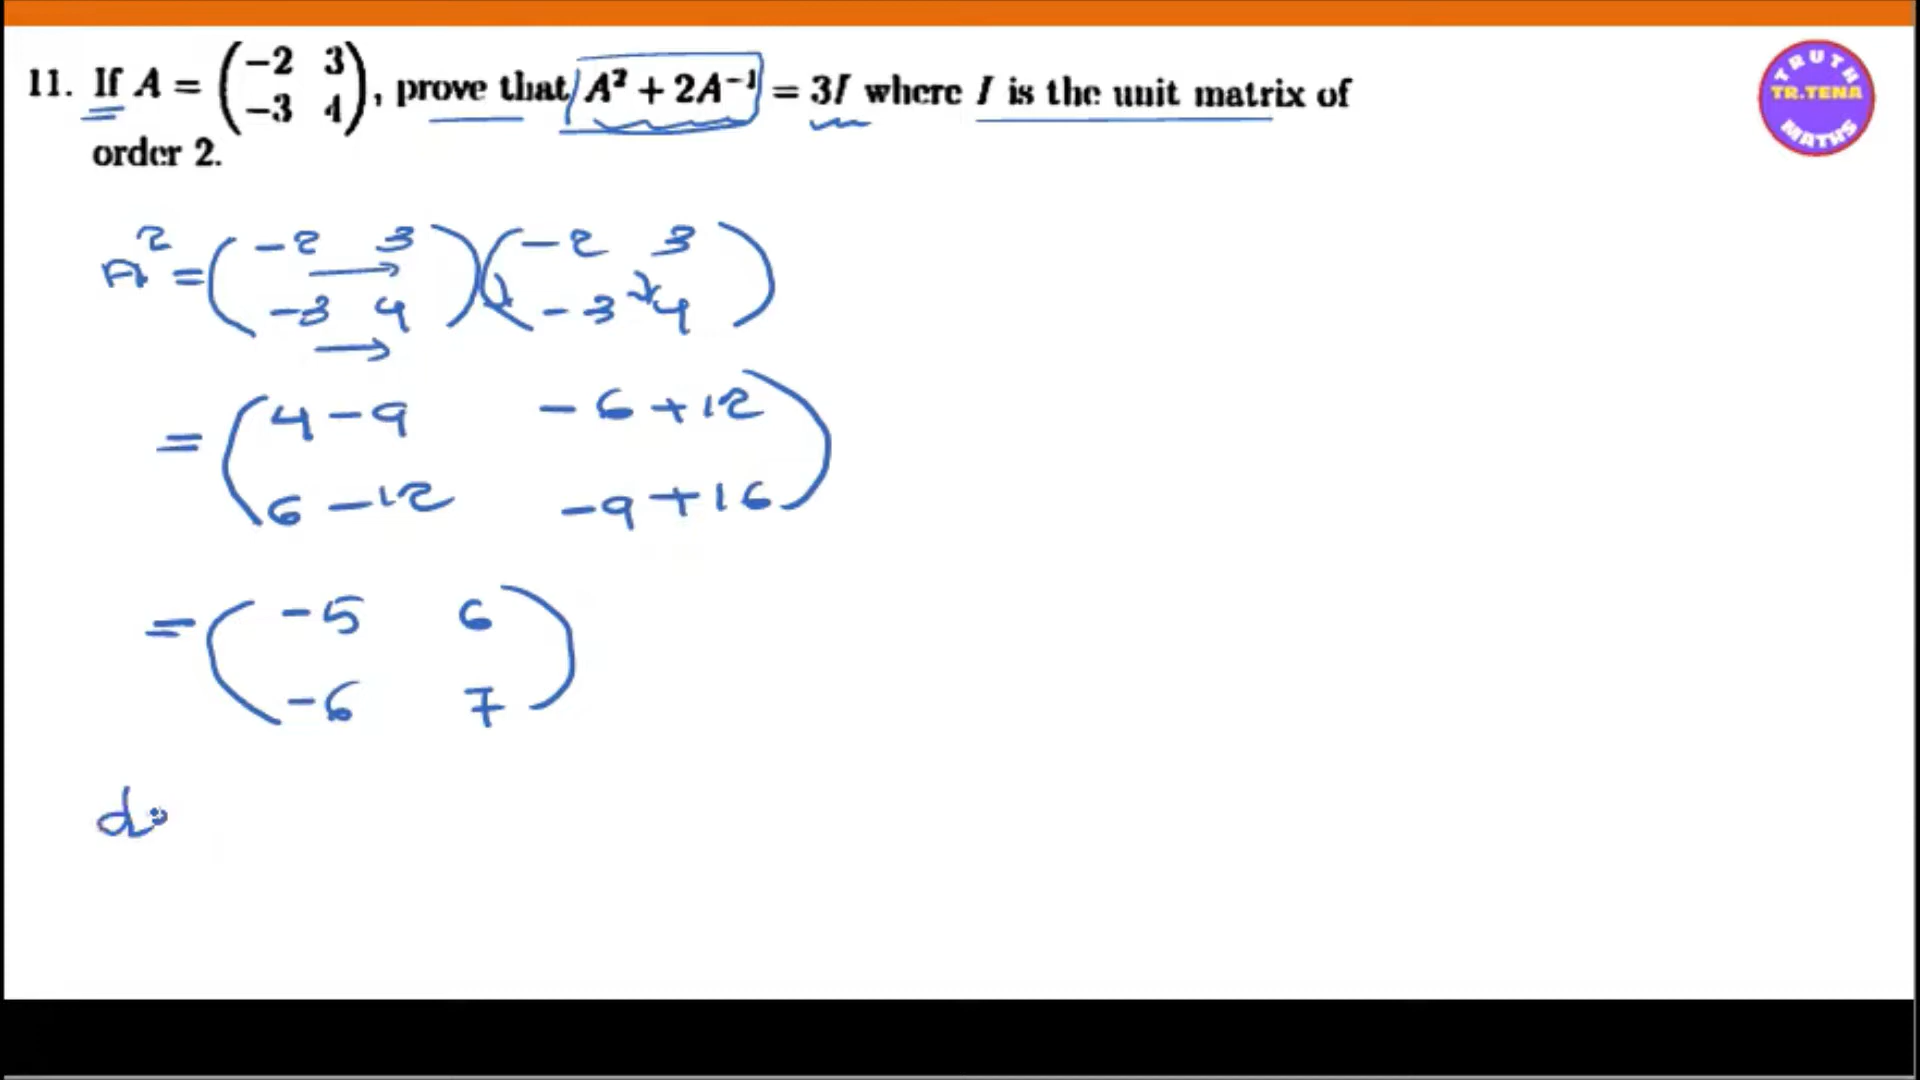 11. If A = (-2 3
-3 4), prove that A² + 2A⁻¹ = 3I where I is the unit matrix of
order 2.
TRUTH
TR.TENA
MATHS
A² = (-2 3
-3 4)(-2 3
-3 4)
= (4-9 -6+12
6-12 -9+16)
= (-5 6
-6 7)